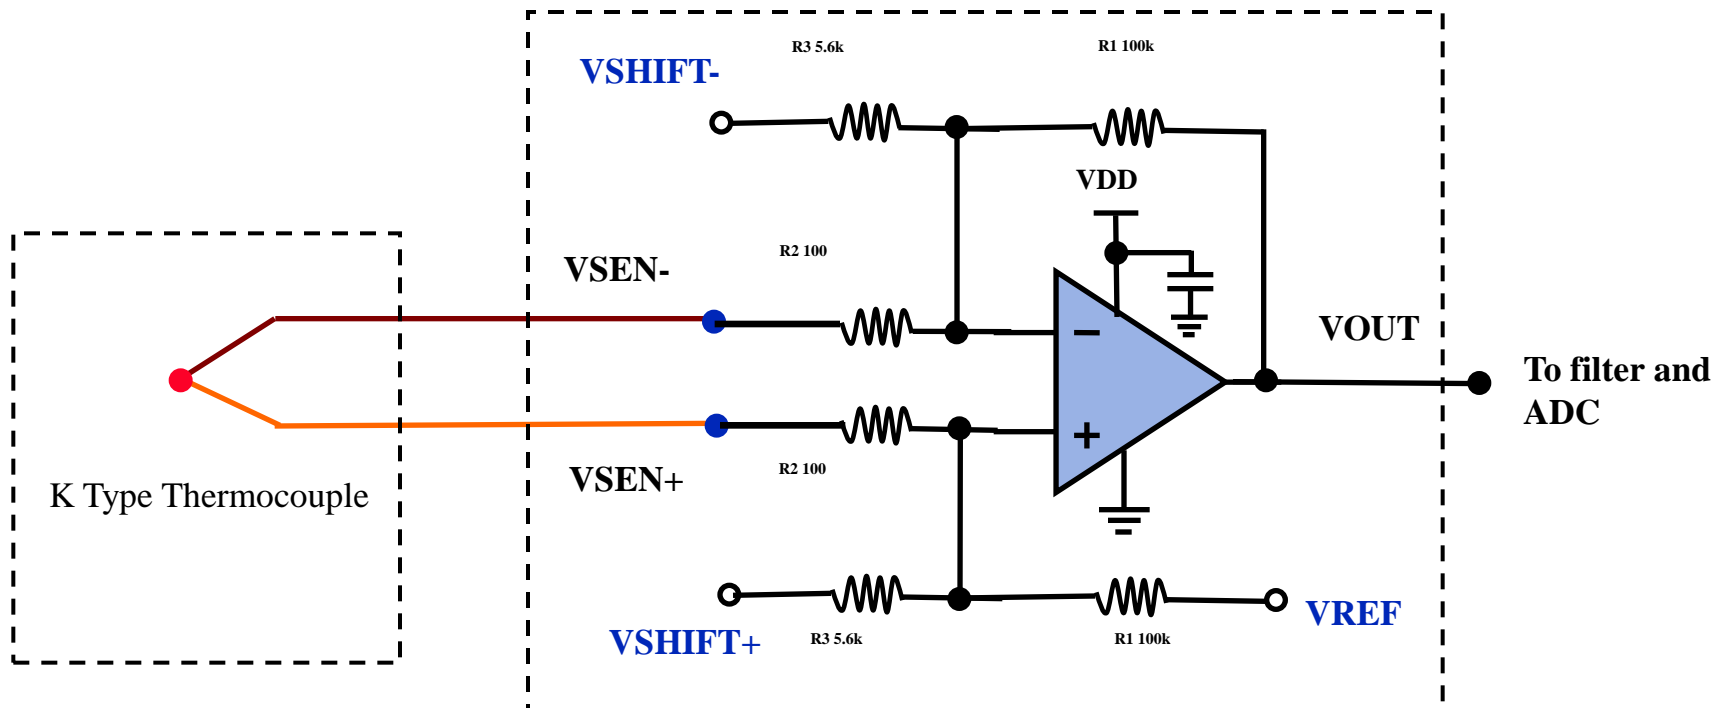 R3 5.6k
R1 100k
VSHIFT-
VDD
R2 100
VSEN-
VOUT
To filter and
ADC
R2 100
VSEN+
K Type Thermocouple
VREF
VSHIFT+
R3 5.6k
R1 100k